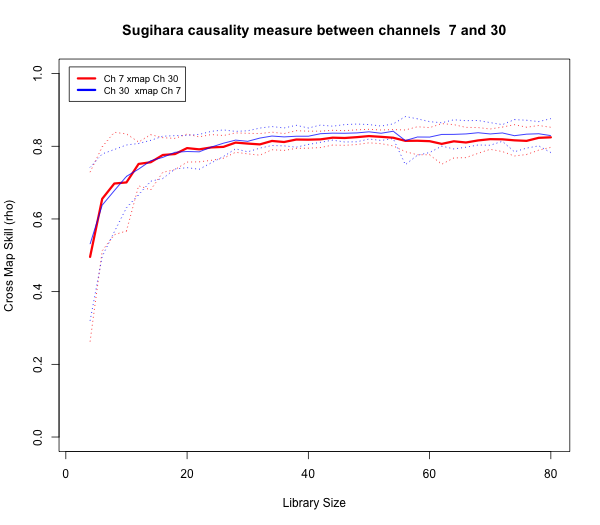 Sugihara causality measure between channels  7 and 30
Ch 7 xmap Ch 30
Ch 30  xmap Ch 7
Cross Map Skill (rho)
1.0
0.8
0.6
0.4
0.2
0.0
0 20 40 60 80
Library Size